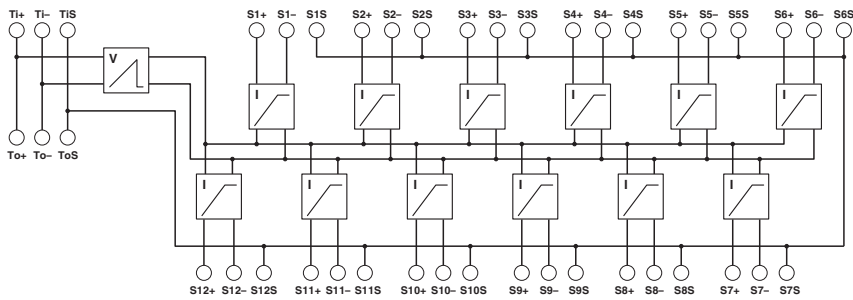 Ti+ Ti– TiS S1+ S1– S1S S2+ S2– S2S S3+ S3– S3S S4+ S4– S4S S5+ S5– S5S S6+ S6– S6S
V
I I I I I I
To+ To– ToS
I I I I I I
S12+ S12– S12S S11+ S11– S11S S10+ S10– S10S S9+ S9– S9S S8+ S8– S8S S7+ S7– S7S